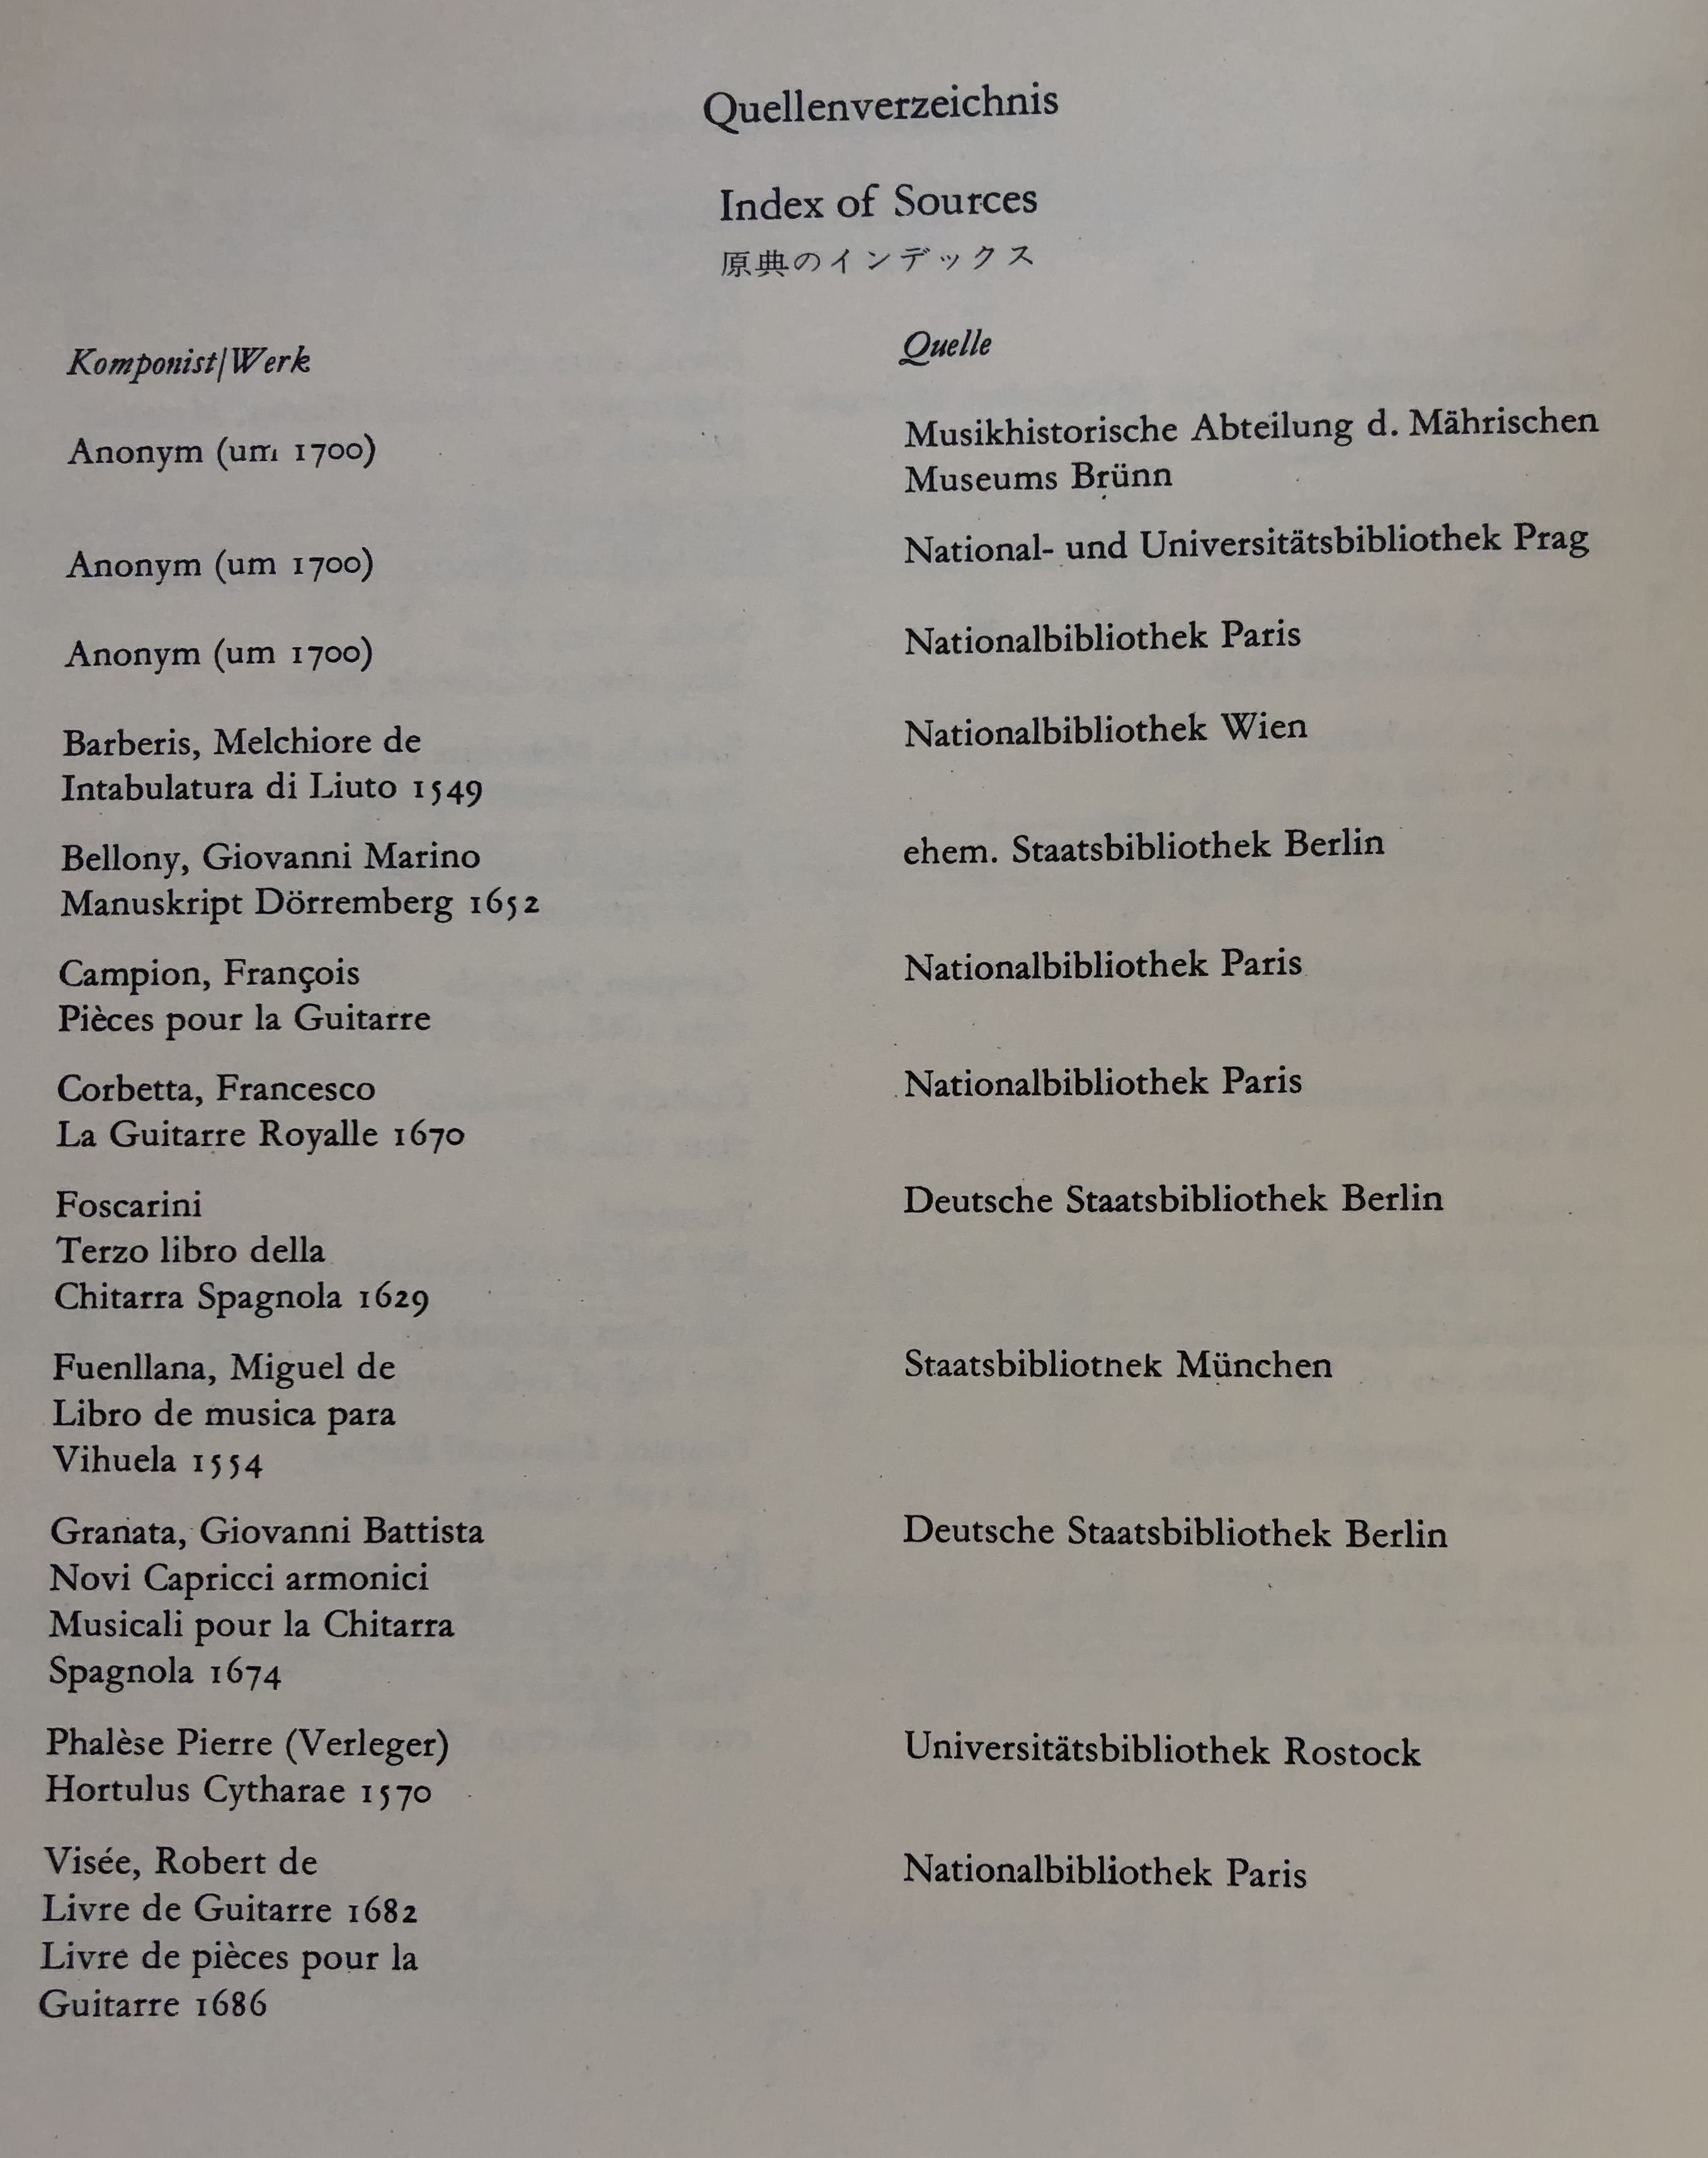 Quellenverzeichnis
Index of Sources
原典のインデックス
Komponist/Werk
Quelle
Anonym (um 1700)
Musikhistorische Abteilung d. Mährischen
Museums Brünn
Anonym (um 1700)
National- und Universitätsbibliothek Prag
Anonym (um 1700)
Nationalbibliothek Paris
Barberis, Melchiore de
Intabulatura di Liuto 1549
Nationalbibliothek Wien
Bellony, Giovanni Marino
Manuskript Dörremberg 1652
ehem. Staatsbibliothek Berlin
Campion, François
Pièces pour la Guitarre
Nationalbibliothek Paris
Corbetta, Francesco
La Guitarre Royalle 1670
Nationalbibliothek Paris
Foscarini
Terzo libro della
Chitarra Spagnola 1629
Deutsche Staatsbibliothek Berlin
Fuenllana, Miguel de
Libro de musica para
Vihuela 1554
Staatsbibliothek München
Granata, Giovanni Battista
Novi Capricci armonici
Musicali pour la Chitarra
Spagnola 1674
Deutsche Staatsbibliothek Berlin
Phalèse Pierre (Verleger)
Hortulus Cytharae 1570
Universitätsbibliothek Rostock
Visée, Robert de
Livre de Guitarre 1682
Livre de pièces pour la
Guitarre 1686
Nationalbibliothek Paris